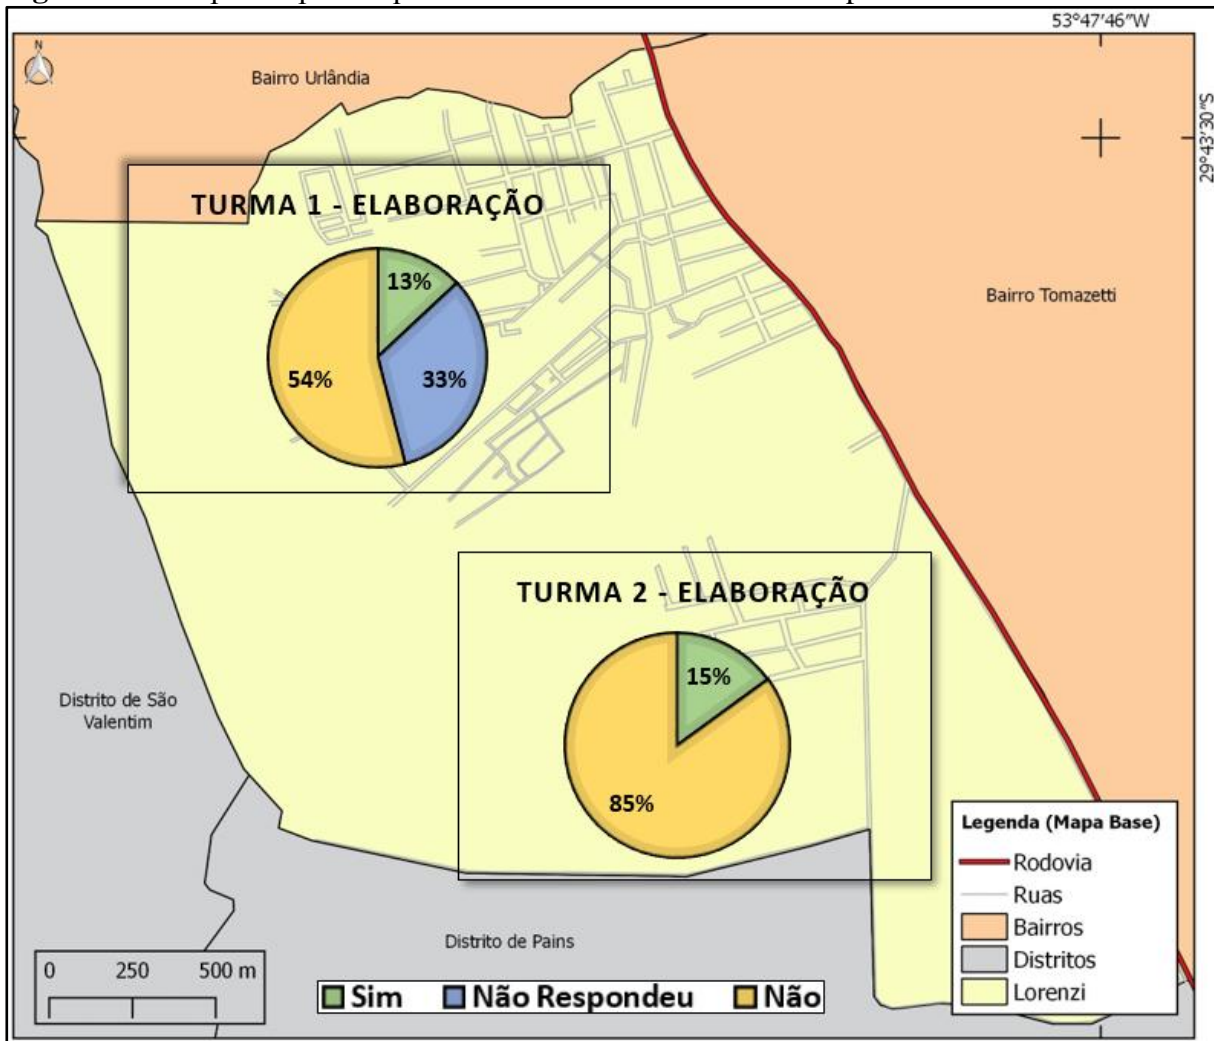 53°47'46"W
N
Bairro Urlândia
29°43'30"S
TURMA 1 - ELABORAÇÃO
13%
54%
33%
Bairro Tomazetti
TURMA 2 - ELABORAÇÃO
15%
85%
Distrito de São
Valentim
Legenda (Mapa Base)
Rodovia
Ruas
Bairros
Distritos
Lorenzi
Distrito de Pains
0 250 500 m
Sim Não Respondeu Não